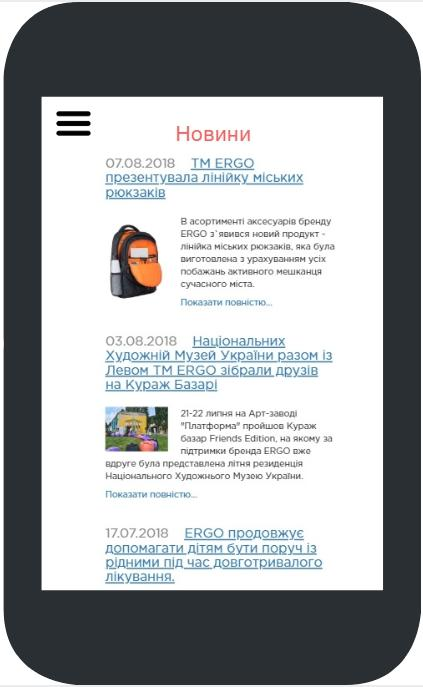 Новини
07.08.2018 ТМ ERGO
презентувала лінійку міських
рюкзаків
В асортименті аксесуарів бренду
ERGO з`явився новий продукт -
лінійка міських рюкзаків, яка була
виготовлена з урахуванням усіх
побажань активного мешканця
сучасного міста.
Показати повністю...
03.08.2018 Національних
Художній Музей України разом із
Левом ТМ ERGO зібрали друзів
на Кураж Базарі
21-22 липня на Арт-заводі
"Платформа" пройшов Кураж
базар Friends Edition, на якому за
підтримки бренда ERGO вже
вдруге була представлена літня резиденція
Національного Художнього Музею України.
Показати повністю...
17.07.2018 ERGO продовжує
допомагати дітям бути поруч із
рідними під час довготривалого
лікування.